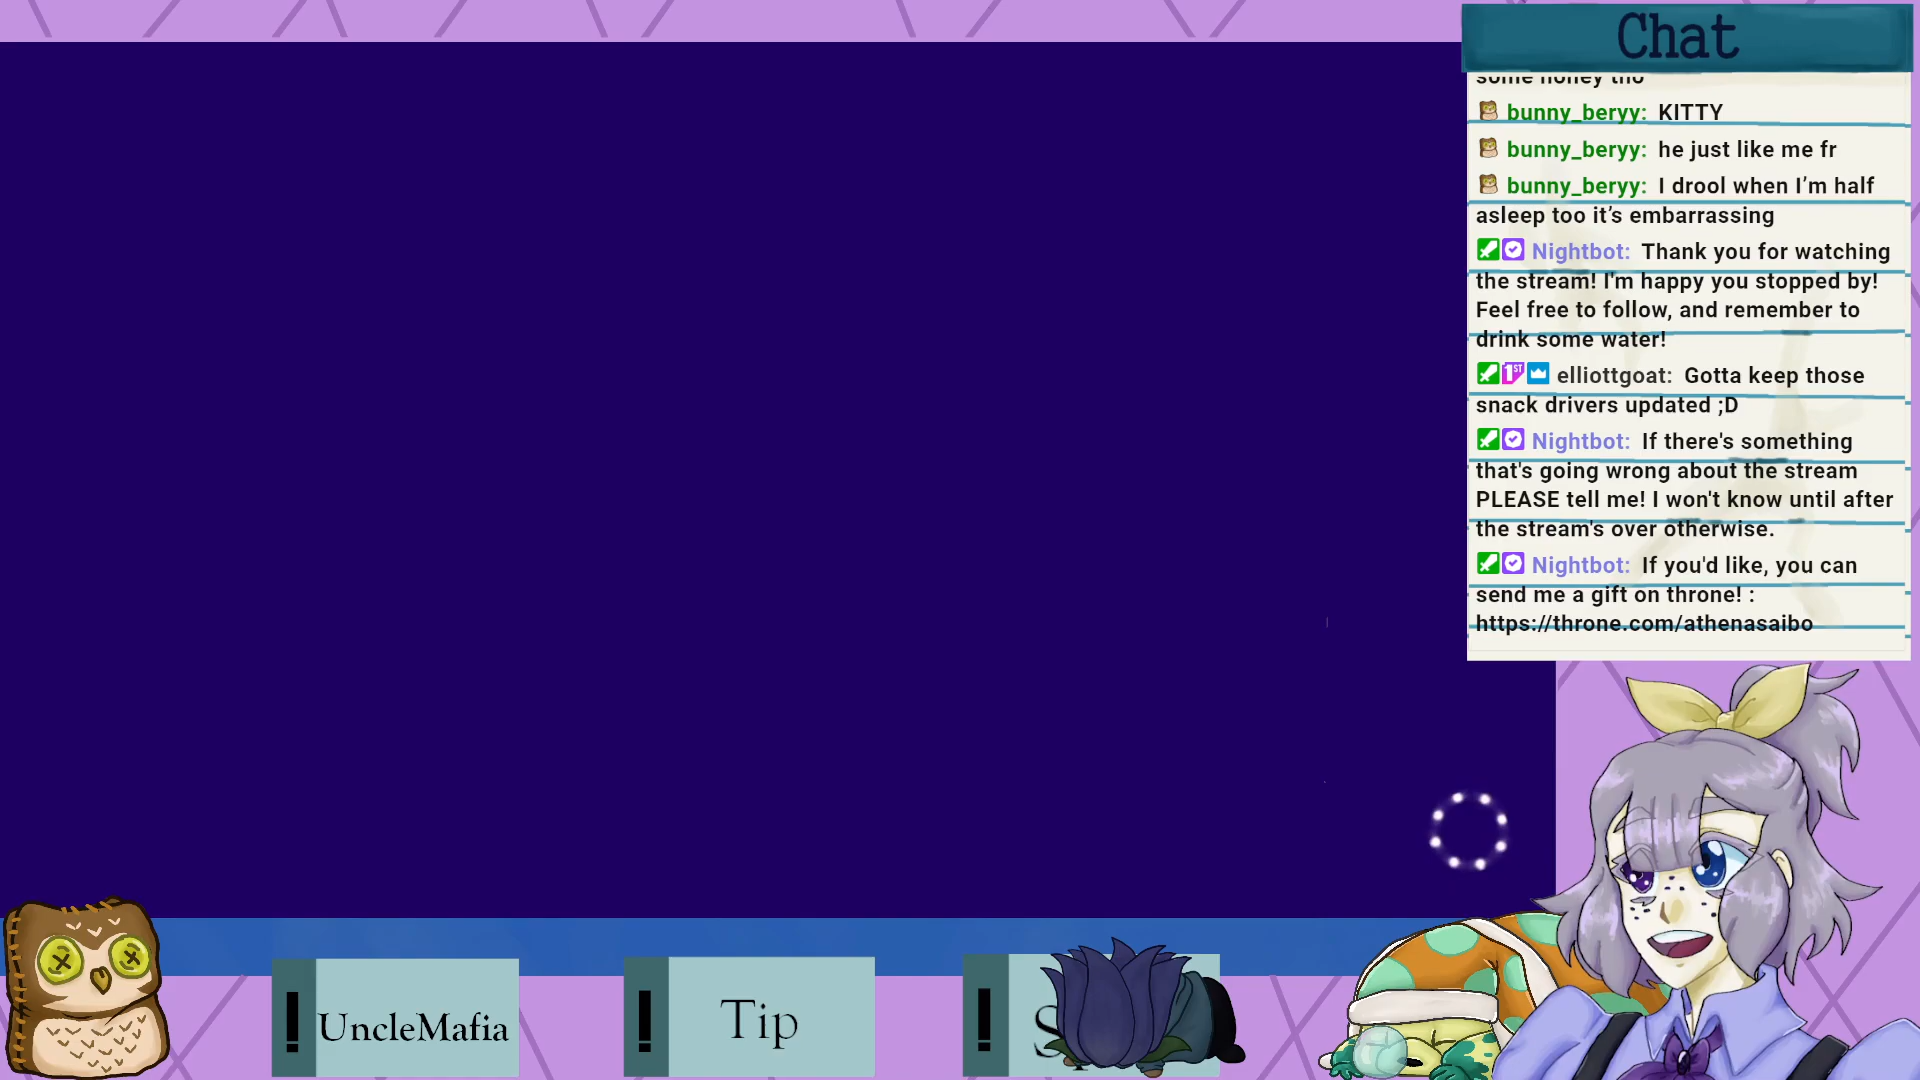 Chat
some honey tho
bunny_beryy: KITTY
bunny_beryy: he just like me fr
bunny_beryy: I drool when I’m half
asleep too it’s embarrassing
Nightbot: Thank you for watching
the stream! I'm happy you stopped by!
Feel free to follow, and remember to
drink some water!
1ST elliottgoat: Gotta keep those
snack drivers updated ;D
Nightbot: If there's something
that's going wrong about the stream
PLEASE tell me! I won't know until after
the stream's over otherwise.
Nightbot: If you'd like, you can
send me a gift on throne! :
https://throne.com/athenasaibo
! UncleMafia
! Tip
!